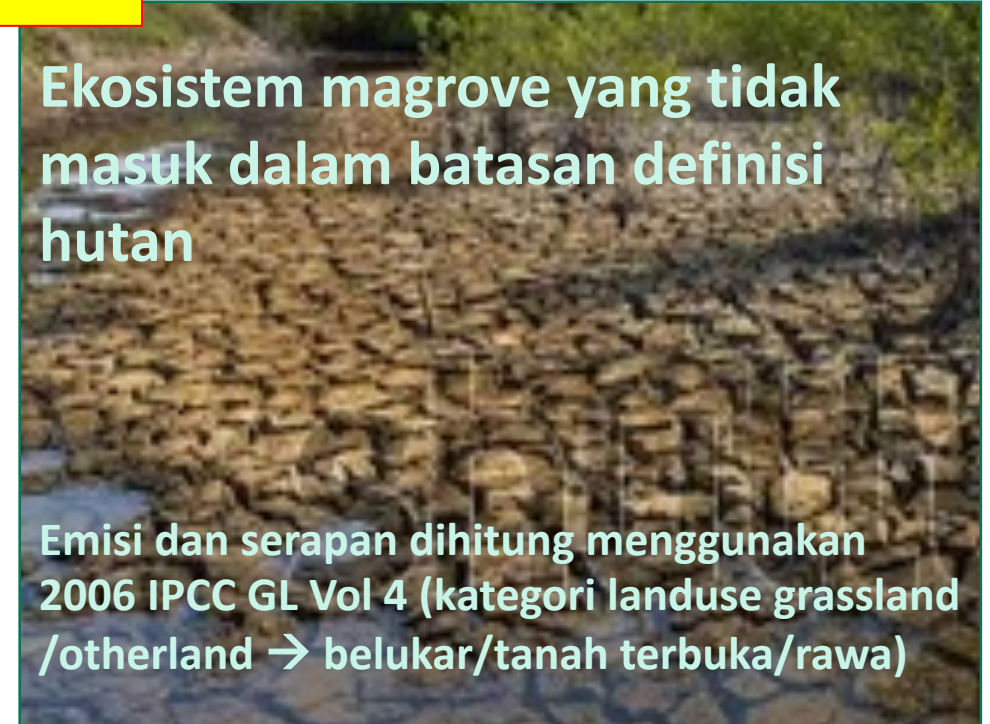 Ekosistem magrove yang tidak
masuk dalam batasan definisi
hutan
Emisi dan serapan dihitung menggunakan
2006 IPCC GL Vol 4 (kategori landuse grassland
/otherland → belukar/tanah terbuka/rawa)